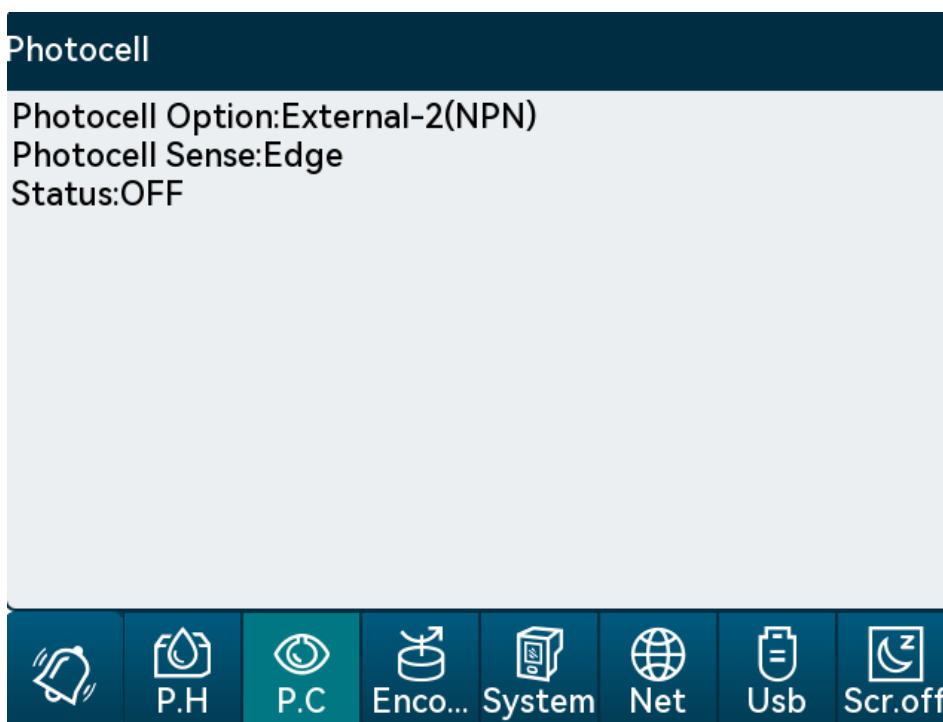 Photocell
Photocell Option:External-2(NPN)
Photocell Sense:Edge
Status:OFF
P.H
P.C
Enco...
System
Net
Usb
Scr.off